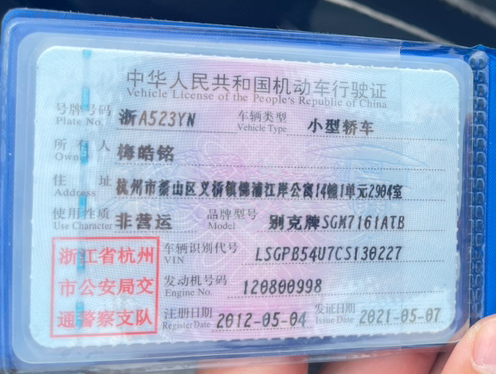 中华人民共和国机动车行驶证
Vehicle License of the People's Republic of China
号牌号码 浙A523YN 车辆类型 小型轿车
Plate No. Vehicle Type
所有人 梅皓铭
Owner
住址 杭州市萧山区义桥镇锦浦江岸公寓14幢1单元2904室
使用性质 非营运 品牌型号 别克牌SGM7161ATB
Use Character Model
浙江省杭州
市公安局交
通警察支队
车辆识别代号 LSGPB54U7CS130227
VIN
发动机号码 120800998
Engine No.
注册日期 2012-05-04 发证日期 2021-05-07
Register Date Issue Date